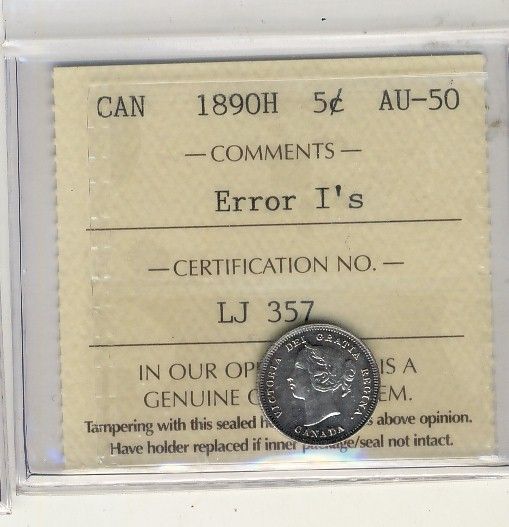 CAN 1890H 5¢ AU-50
— COMMENTS —
Error I's
— CERTIFICATION NO. —
LJ 357
IN OUR IS A
GENUINE
Tampering with this sealed above opinion.
Have holder replaced if inner /seal not intact.
VICTORIA DEI GRATIA REGINA.
CANADA